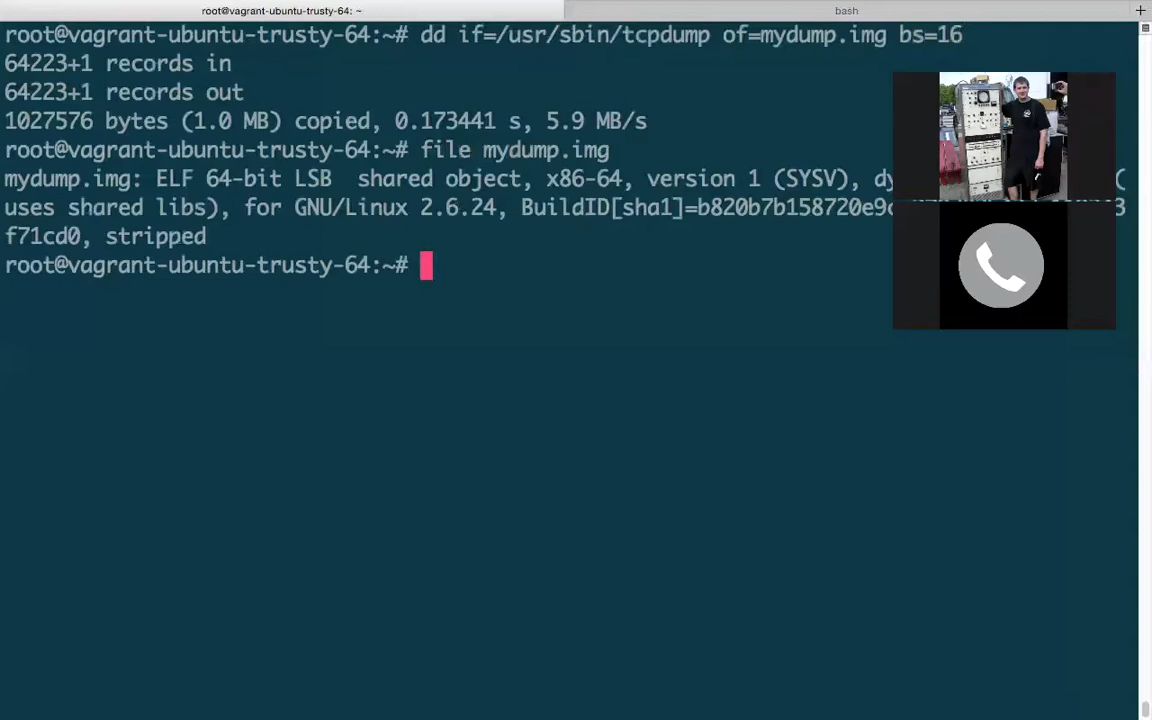 root@vagrant-ubuntu-trusty-64: ~
bash
root@vagrant-ubuntu-trusty-64:~# dd if=/usr/sbin/tcpdump of=mydump.img bs=16
64223+1 records in
64223+1 records out
1027576 bytes (1.0 MB) copied, 0.173441 s, 5.9 MB/s
root@vagrant-ubuntu-trusty-64:~# file mydump.img
mydump.img: ELF 64-bit LSB  shared object, x86-64, version 1 (SYSV), (
uses shared libs), for GNU/Linux 2.6.24,
f71cd0, stripped
root@vagrant-ubuntu-trusty-64:~#